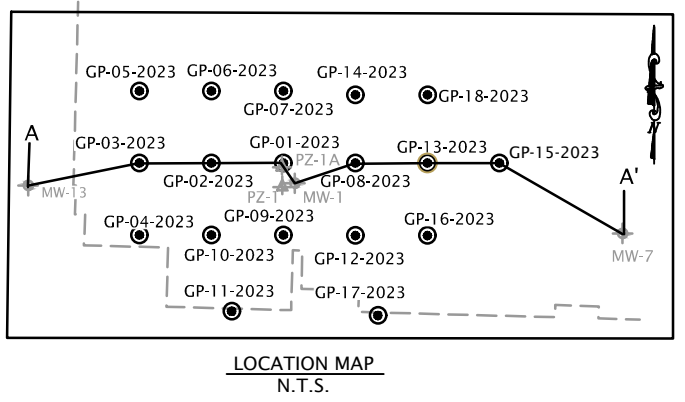 GP-05-2023
GP-06-2023
GP-14-2023
GP-07-2023
GP-18-2023
A
GP-03-2023
GP-01-2023
GP-13-2023
PZ-1A
GP-15-2023
GP-02-2023
GP-08-2023
MW-13
PZ-1
MW-1
A'
GP-04-2023
GP-09-2023
GP-16-2023
GP-10-2023
GP-12-2023
MW-7
GP-11-2023
GP-17-2023
N
LOCATION MAP
N.T.S.